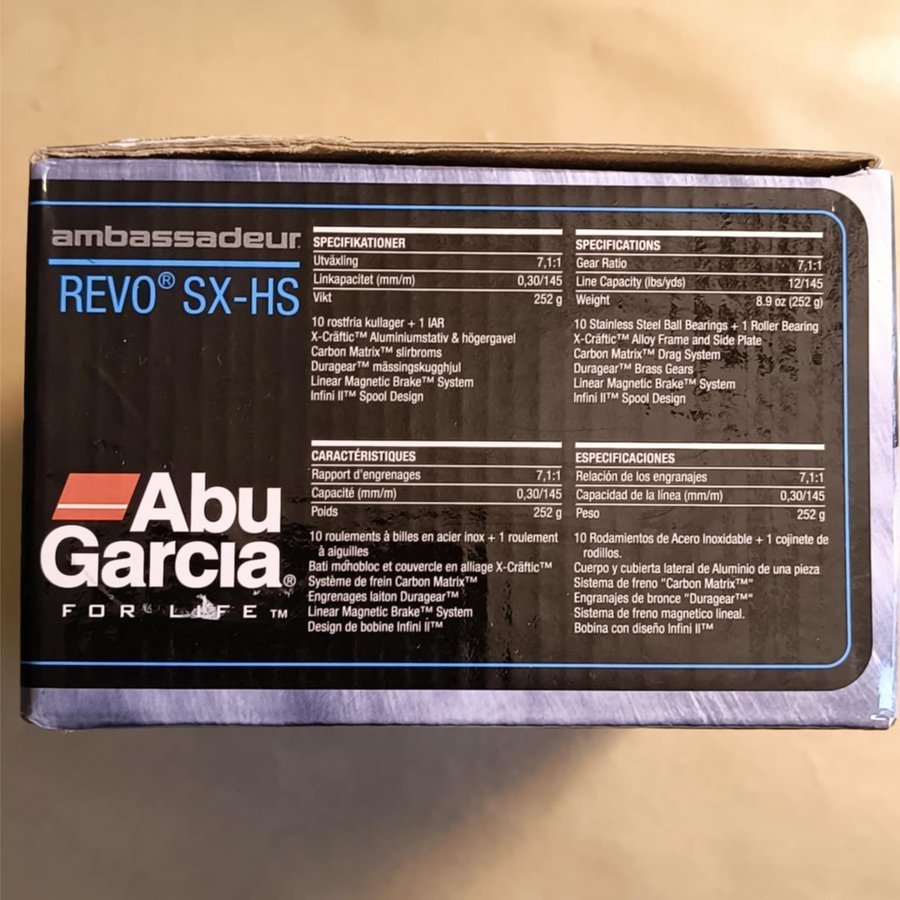 ambassadeur
REVO® SX-HS
SPECIFIKATIONER
Utväxling 7,1:1
Linkapacitet (mm/m) 0,30/145
Vikt 252 g
10 rostfria kullager + 1 IAR
X-Cräftic™ Aluminiumstativ & högergavel
Carbon Matrix™ slirbroms
Duragear™ mässingskugghjul
Linear Magnetic Brake™ System
Infini II™ Spool Design
SPECIFICATIONS
Gear Ratio 7,1:1
Line Capacity (lbs/yds) 12/145
Weight 8.9 oz (252 g)
10 Stainless Steel Ball Bearings + 1 Roller Bearing
X-Cräftic™ Alloy Frame and Side Plate
Carbon Matrix™ Drag System
Duragear™ Brass Gears
Linear Magnetic Brake™ System
Infini II™ Spool Design
CARACTÉRISTIQUES
Rapport d'engrenages 7,1:1
Capacité (mm/m) 0,30/145
Poids 252 g
10 roulements à billes en acier inox + 1 roulement
à aiguilles
Bati monobloc et couvercle en alliage X-Cräftic™
Système de frein Carbon Matrix™
Engrenages laiton Duragear™
Linear Magnetic Brake™ System
Design de bobine Infini II™
ESPECIFICACIONES
Relación de los engranajes 7,1:1
Capacidad de la línea (mm/m) 0,30/145
Peso 252 g
10 Rodamientos de Acero Inoxidable + 1 cojinete de
rodillos.
Cuerpo y cubierta lateral de Aluminio de una pieza
Sistema de freno "Carbon Matrix™"
Engranajes de bronce "Duragear™"
Sistema de freno magnetico lineal.
Bobina con diseño Infini II™
Abu
Garcia®
FOR LIFE™